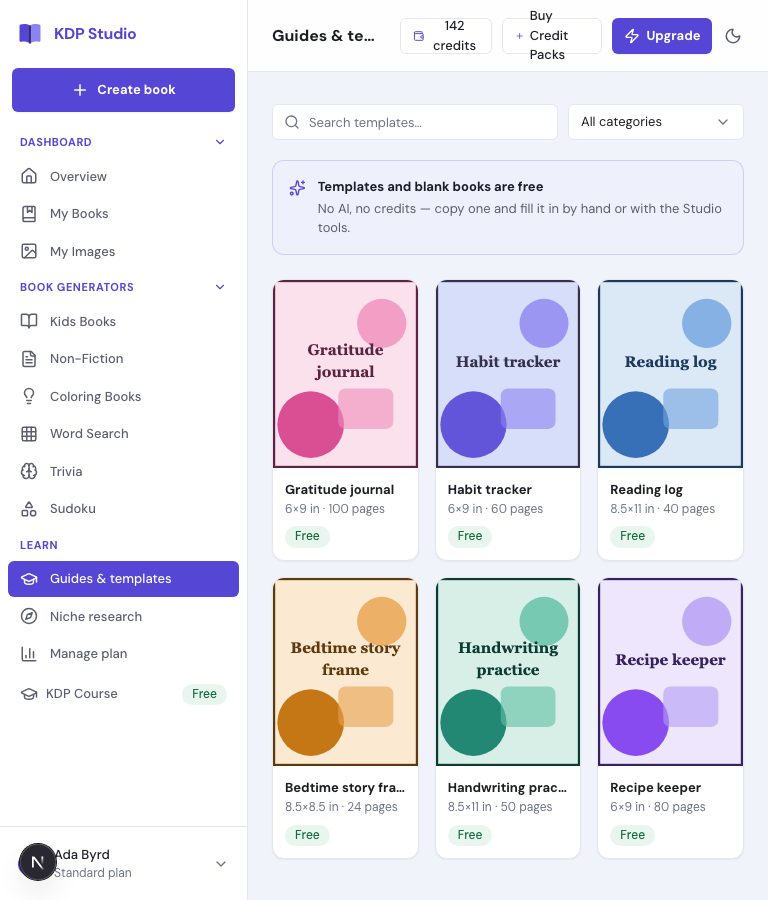 KDP Studio
Create book
DASHBOARD
Overview
My Books
My Images
BOOK GENERATORS
Kids Books
Non-Fiction
Coloring Books
Word Search
Trivia
Sudoku
LEARN
Guides & templates
Niche research
Manage plan
KDP Course
Free
N
Ada Byrd
Standard plan
Guides & te...
142
credits
Buy
Credit
Packs
Upgrade
Search templates...
All categories
Templates and blank books are free
No AI, no credits — copy one and fill it in by hand or with the Studio
tools.
Gratitude
journal
Gratitude journal
6×9 in · 100 pages
Free
Habit tracker
Habit tracker
6×9 in · 60 pages
Free
Reading log
Reading log
8.5×11 in · 40 pages
Free
Bedtime story
frame
Bedtime story fra...
8.5×8.5 in · 24 pages
Free
Handwriting
practice
Handwriting prac...
8.5×11 in · 50 pages
Free
Recipe keeper
Recipe keeper
6×9 in · 80 pages
Free